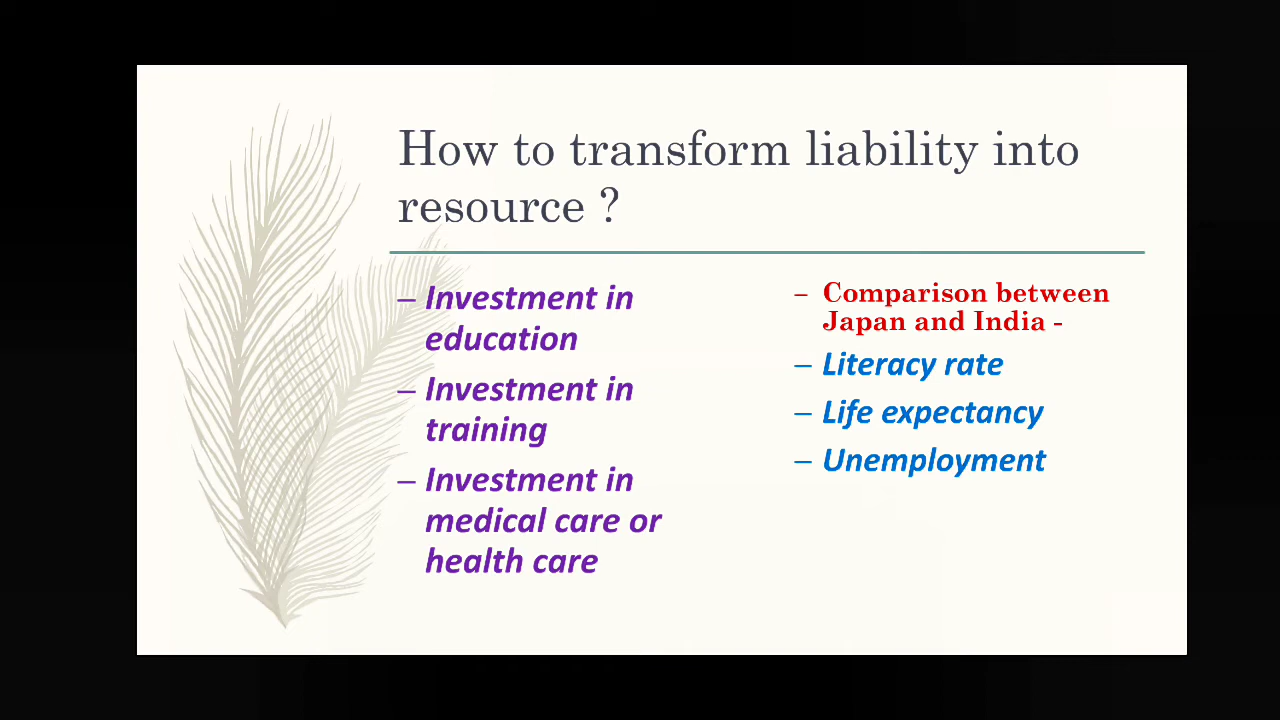 How to transform liability into
resource ?
– Investment in
education
– Investment in
training
– Investment in
medical care or
health care
– Comparison between
Japan and India -
– Literacy rate
– Life expectancy
– Unemployment